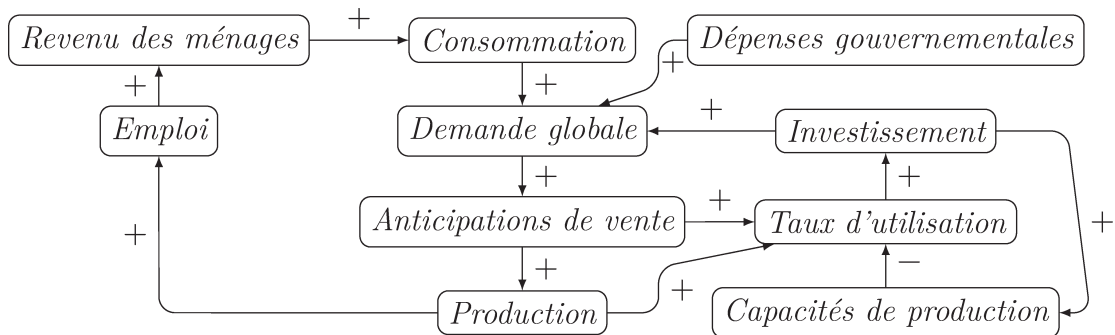 Revenu des ménages
+
Consommation
Dépenses gouvernementales
+
+
+
Emploi
Demande globale
+
Investissement
+
+
Anticipations de vente
+
Taux d'utilisation
+
+
+
−
Production
+
Capacités de production